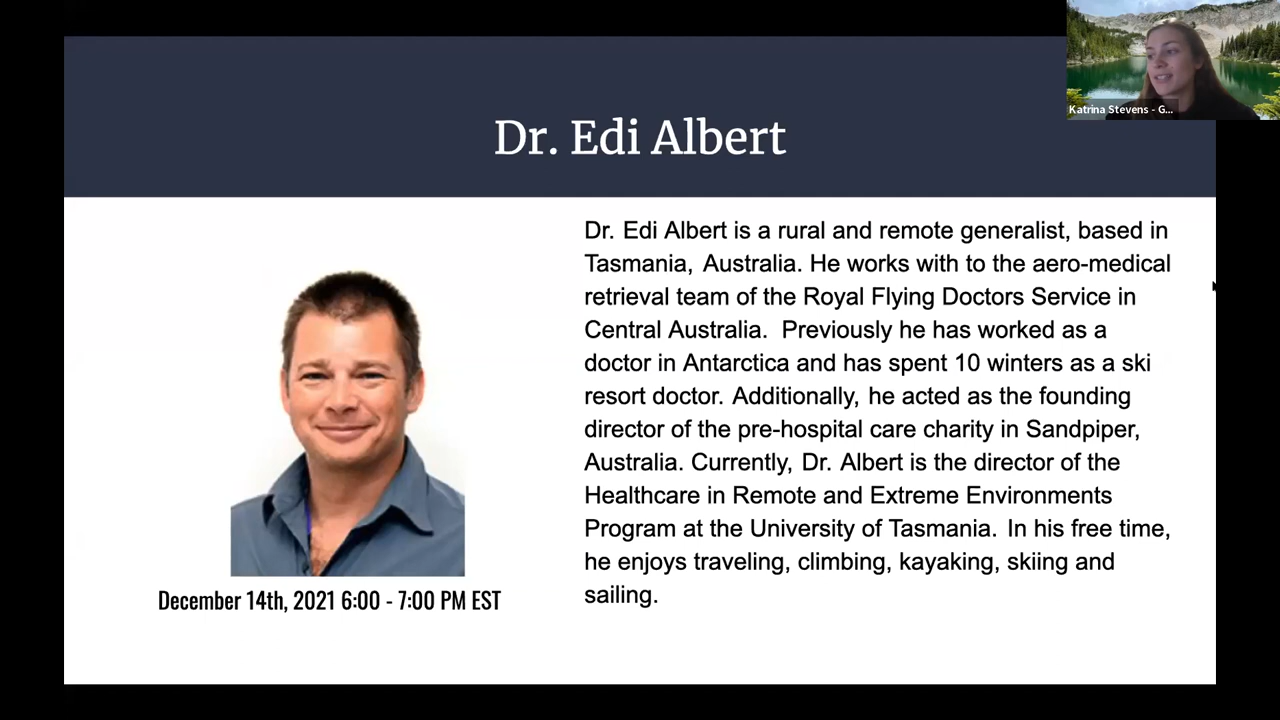 Dr. Edi Albert
Katrina Stevens - G...
Dr. Edi Albert is a rural and remote generalist, based in
Tasmania, Australia. He works with to the aero-medical
retrieval team of the Royal Flying Doctors Service in
Central Australia. Previously he has worked as a
doctor in Antarctica and has spent 10 winters as a ski
resort doctor. Additionally, he acted as the founding
director of the pre-hospital care charity in Sandpiper,
Australia. Currently, Dr. Albert is the director of the
Healthcare in Remote and Extreme Environments
Program at the University of Tasmania. In his free time,
he enjoys traveling, climbing, kayaking, skiing and
sailing.
December 14th, 2021 6:00 - 7:00 PM EST